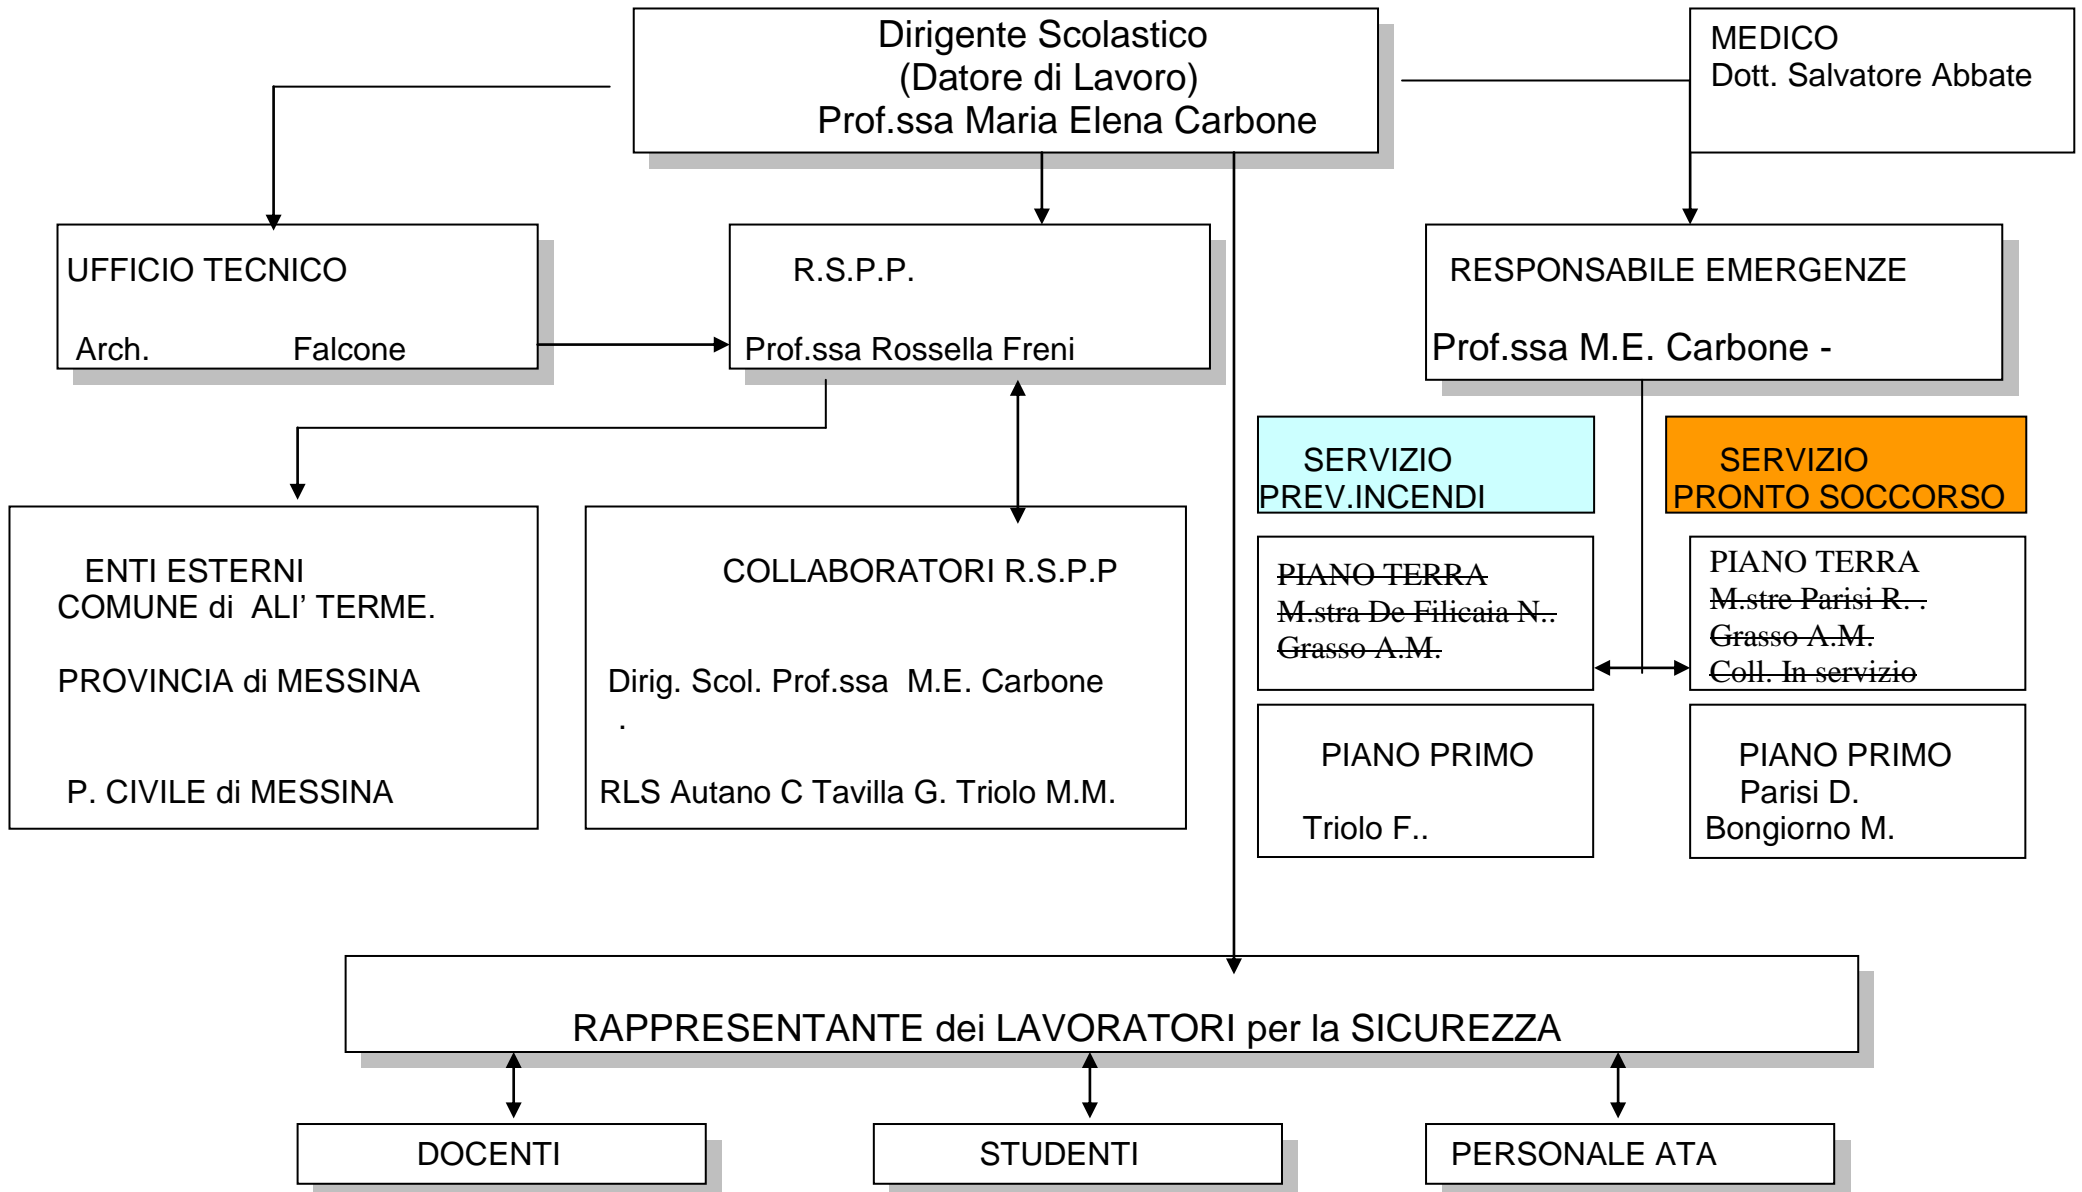 Dirigente Scolastico
(Datore di Lavoro)
Prof.ssa Maria Elena Carbone
MEDICO
Dott. Salvatore Abbate
UFFICIO TECNICO
Arch. Falcone
R.S.P.P.
Prof.ssa Rossella Freni
RESPONSABILE EMERGENZE
Prof.ssa M.E. Carbone -
ENTI ESTERNI
COMUNE di ALI’ TERME.
PROVINCIA di MESSINA
P. CIVILE di MESSINA
COLLABORATORI R.S.P.P
Dirig. Scol. Prof.ssa M.E. Carbone
.
RLS Autano C Tavilla G. Triolo M.M.
SERVIZIO
PREV.INCENDI
PIANO TERRA
M.stra De Filicaia N..
Grasso A.M.
PIANO PRIMO
Triolo F..
SERVIZIO
PRONTO SOCCORSO
PIANO TERRA
M.stre Parisi R. .
Grasso A.M.
Coll. In servizio
PIANO PRIMO
Parisi D.
Bongiorno M.
RAPPRESENTANTE dei LAVORATORI per la SICUREZZA
DOCENTI
STUDENTI
PERSONALE ATA